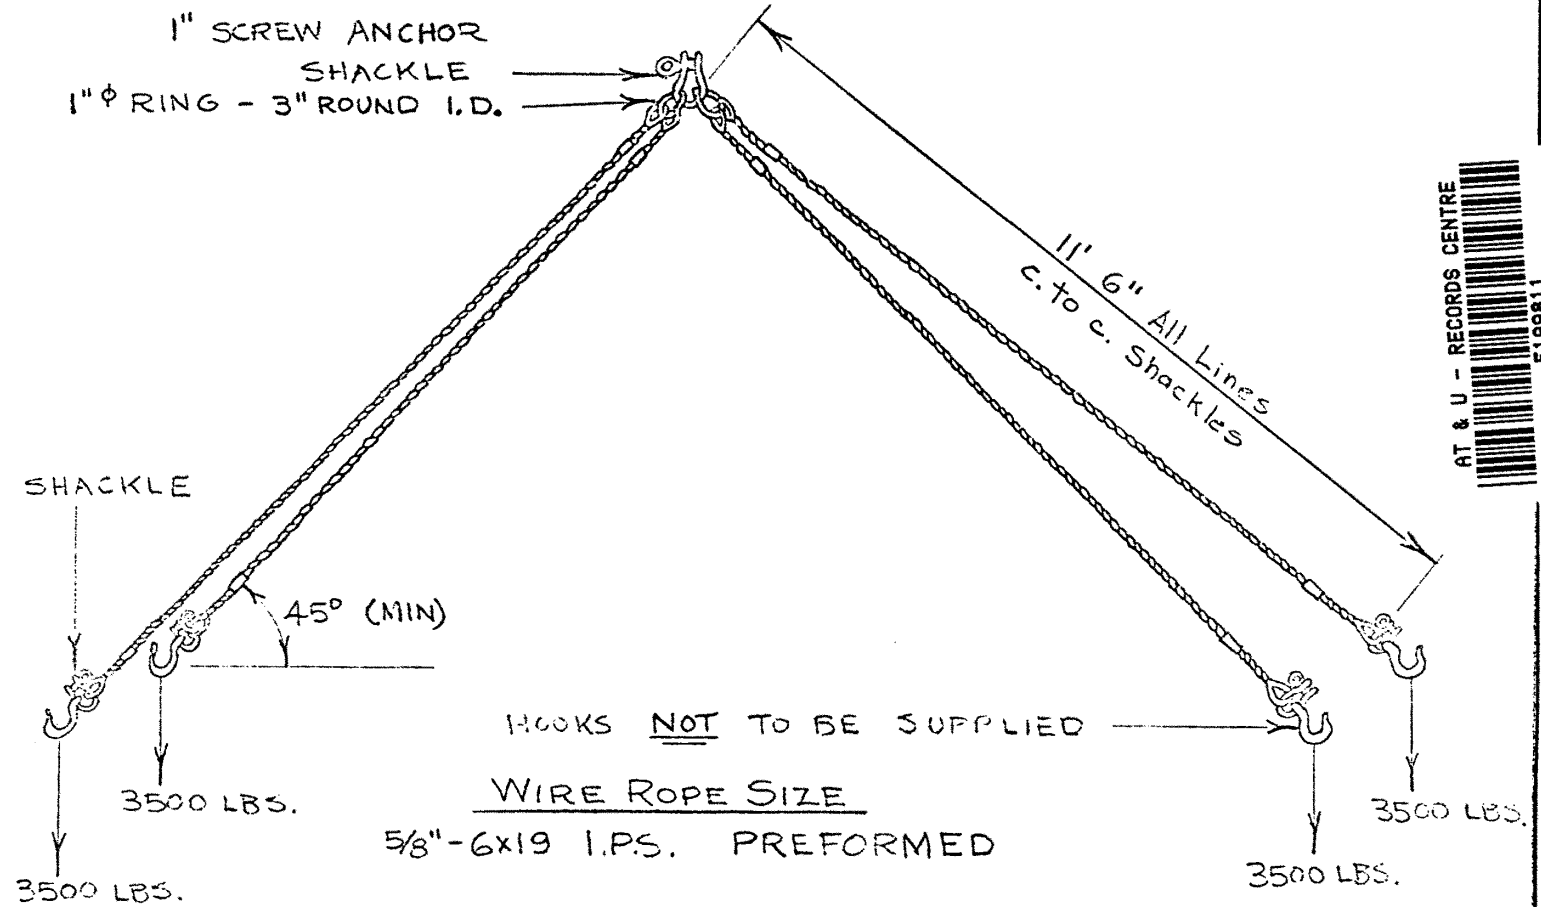 1" SCREW ANCHOR
SHACKLE
1"ϕ RING - 3" ROUND I.D.
11' 6" All Lines
c. to c. Shackles
AT & U - RECORDS CENTRE
SHACKLE
45° (MIN)
HOOKS NOT TO BE SUPPLIED
3500 LBS.
WIRE ROPE SIZE
3500 LBS.
5/8"-6x19 I.P.S. PREFORMED
3500 LBS.
3500 LBS.